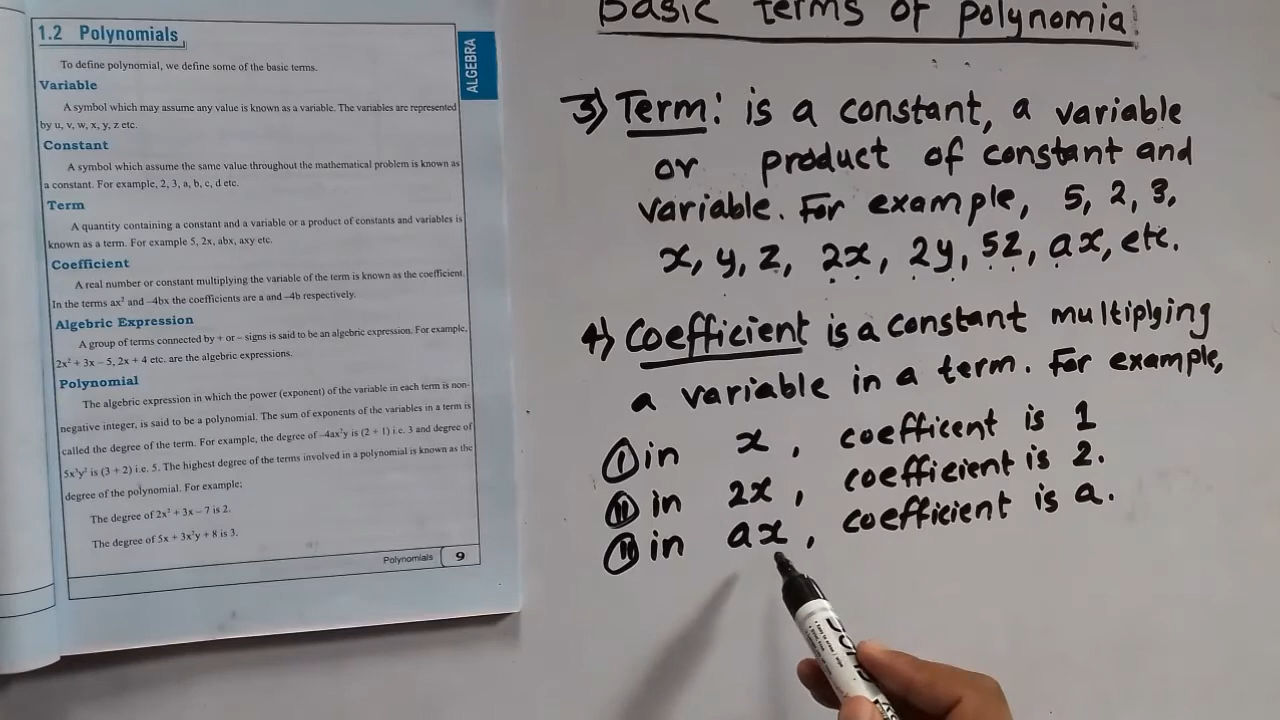 1.2 Polynomials
To define polynomial, we define some of the basic terms.
Variable
A symbol which may assume any value is known as a variable. The variables are represented
by u, v, w, x, y, z etc.
Constant
A symbol which assume the same value throughout the mathematical problem is known as
a constant. For example, 2, 3, a, b, c, d etc.
Term
A quantity containing a constant and a variable or a product of constants and variables is
known as a term. For example 5, 2x, abx, axy etc.
Coefficient
A real number or constant multiplying the variable of the term is known as the coefficient.
In the terms ax² and –4bx the coefficients are a and –4b respectively.
Algebric Expression
A group of terms connected by + or – signs is said to be an algebric expression. For example,
2x² + 3x – 5, 2x + 4 etc. are the algebric expressions.
Polynomial
The algebric expression in which the power (exponent) of the variable in each term is non-
negative integer, is said to be a polynomial. The sum of exponents of the variables in a term is
called the degree of the term. For example, the degree of –4ax²y is (2 + 1) i.e. 3 and degree of
5x³y² is (3 + 2) i.e. 5. The highest degree of the terms involved in a polynomial is known as the
degree of the polynomial. For example;
The degree of 2x² + 3x – 7 is 2.
The degree of 5x + 3x²y + 8 is 3.
Polynomials 9
ALGEBRA
Basic terms of polynomia
3) Term: is a constant, a variable
or product of constant and
variable. For example, 5, 2, 3,
x, y, z, 2x, 2y, 5z, ax, etc.
4) Coefficient is a constant multiplying
a variable in a term. For example,
I in x, coefficent is 1
II in 2x, coefficient is 2.
II in ax, coefficient is a.